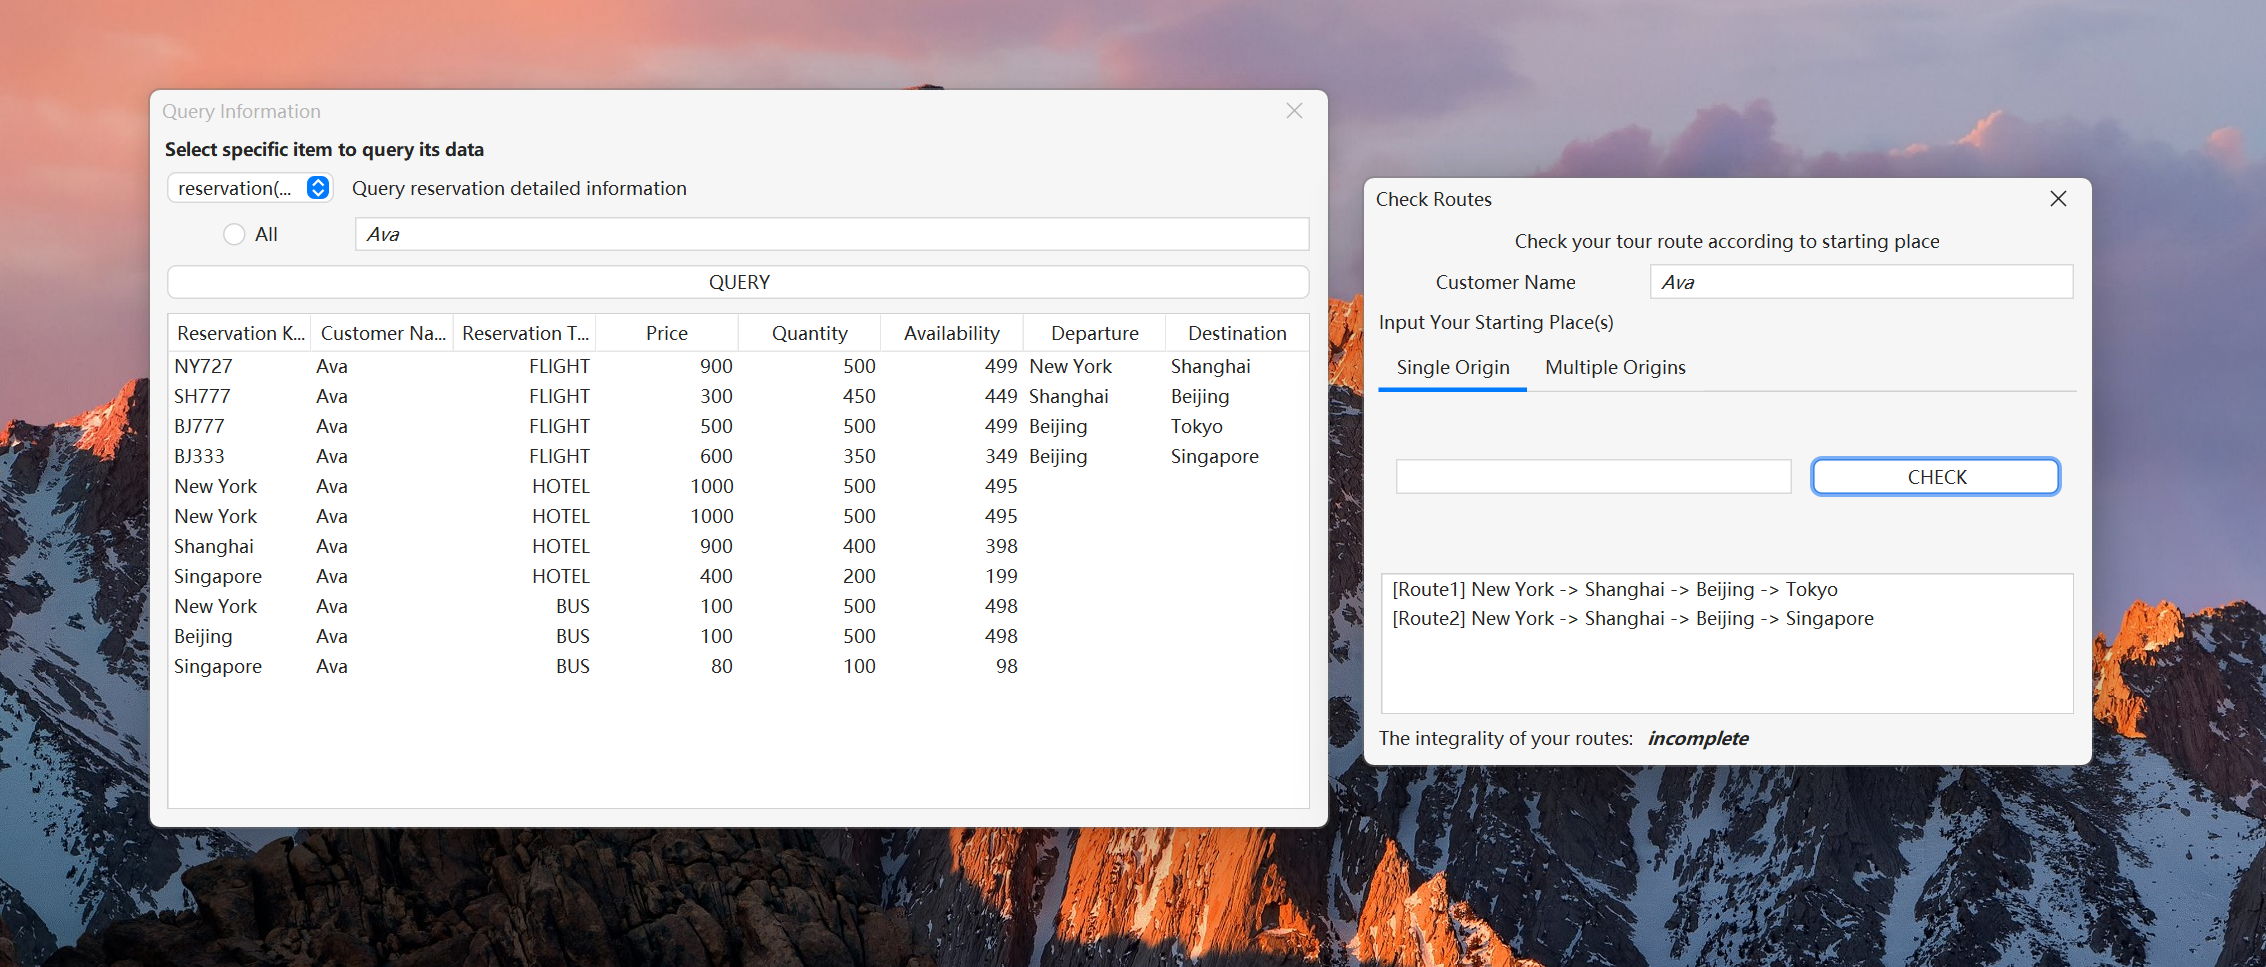 Query Information
Select specific item to query its data
reservation(... Query reservation detailed information
All Ava
QUERY
Reservation K... Customer Na... Reservation T... Price Quantity Availability Departure Destination
NY727 Ava FLIGHT 900 500 499 New York Shanghai
SH777 Ava FLIGHT 300 450 449 Shanghai Beijing
BJ777 Ava FLIGHT 500 500 499 Beijing Tokyo
BJ333 Ava FLIGHT 600 350 349 Beijing Singapore
New York Ava HOTEL 1000 500 495
New York Ava HOTEL 1000 500 495
Shanghai Ava HOTEL 900 400 398
Singapore Ava HOTEL 400 200 199
New York Ava BUS 100 500 498
Beijing Ava BUS 100 500 498
Singapore Ava BUS 80 100 98
Check Routes
Check your tour route according to starting place
Customer Name Ava
Input Your Starting Place(s)
Single Origin Multiple Origins
CHECK
[Route1] New York -> Shanghai -> Beijing -> Tokyo
[Route2] New York -> Shanghai -> Beijing -> Singapore
The integrality of your routes: incomplete